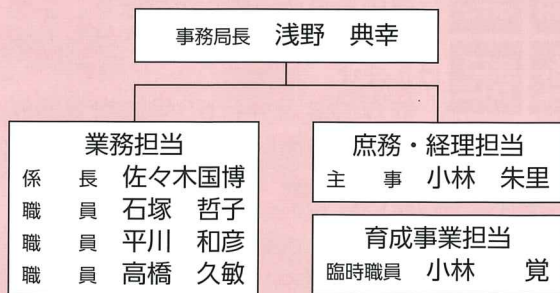 事務局長　浅野　典幸
業務担当
係　長　佐々木国博
職　員　石塚　哲子
職　員　平川　和彦
職　員　高橋　久敏
庶務・経理担当
主　事　小林　朱里
育成事業担当
臨時職員　小林　　覚